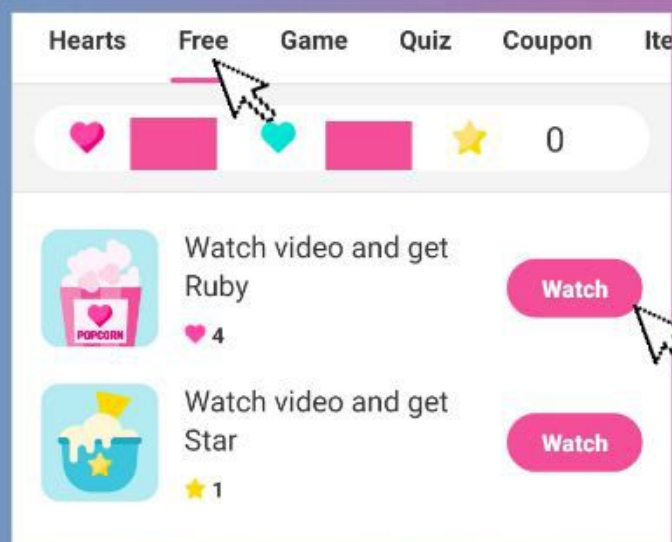 Hearts Free Game Quiz Coupon Ite
0
Watch video and get
Ruby
4
Watch
POPCORN
Watch video and get
Star
1
Watch